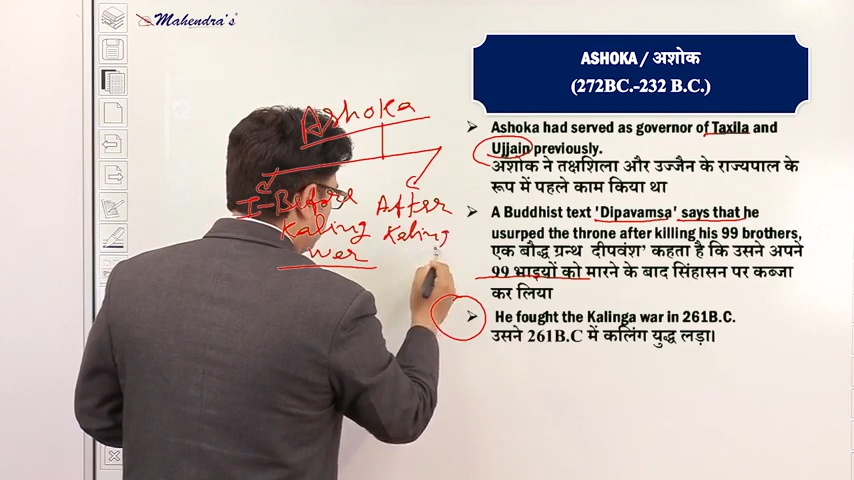 Mahendra's
ASHOKA / अशोक
(272BC.-232 B.C.)
Ashoka had served as governor of Taxila and
Ujjain previously.
अशोक ने तक्षशिला और उज्जैन के राज्यपाल के
रूप में पहले काम किया था
A Buddhist text 'Dipavamsa' says that he
usurped the throne after killing his 99 brothers,
एक बौद्ध ग्रन्थ 'दीपवंश' कहता है कि उसने अपने
99 भाइयों को मारने के बाद सिंहासन पर कब्जा
कर लिया
He fought the Kalinga war in 261B.C.
उसने 261B.C में कलिंग युद्ध लड़ा।
Ashoka
I-Before
Kaling
War
After
Kaling